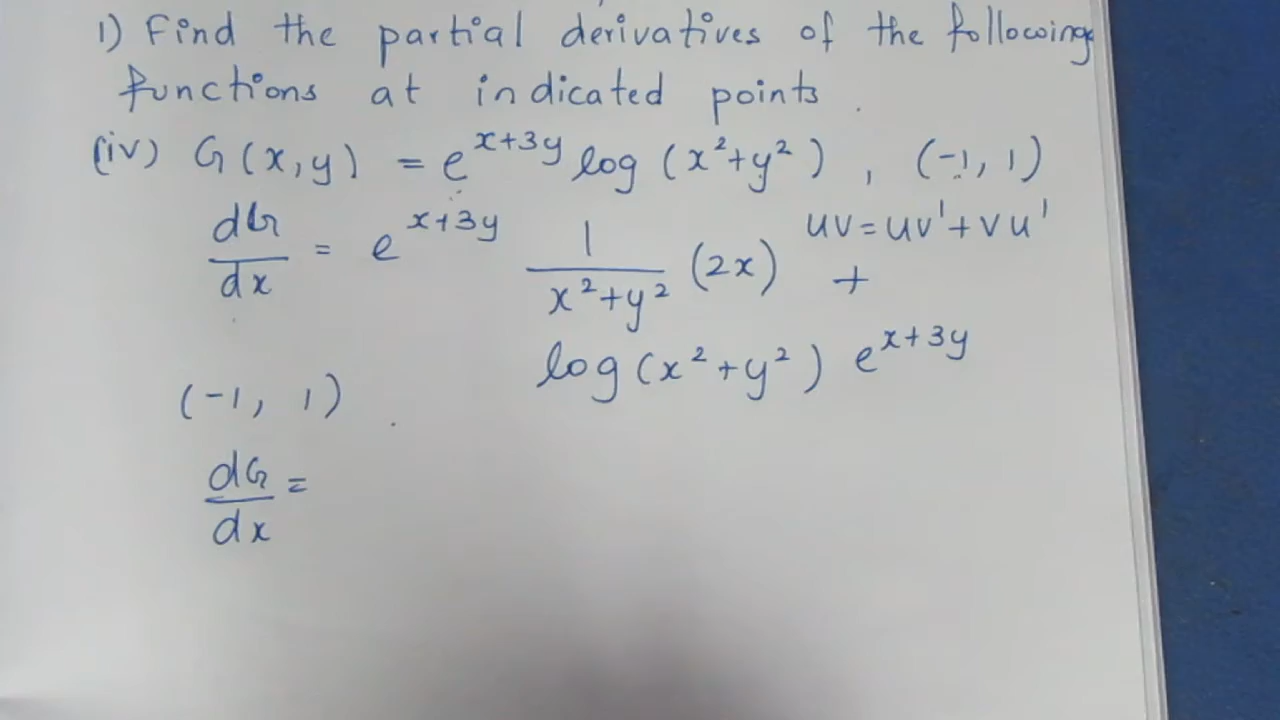 1) Find the partial derivatives of the following
functions at indicated points.
(iv) G(x,y) = e^{x+3y} log (x²+y²), (-1, 1)
uv = uv' + vu'
dG/dx = e^{x+3y} 1/(x²+y²) (2x) +
log (x²+y²) e^{x+3y}
(-1, 1).
dG/dx =